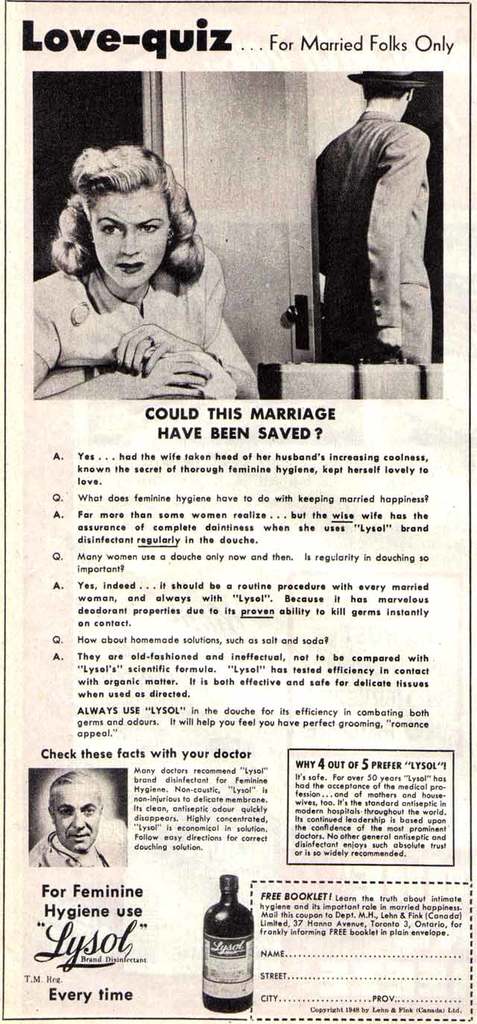 Love-quiz ... For Married Folks Only
COULD THIS MARRIAGE
HAVE BEEN SAVED?
A. Yes ... had the wife taken heed of her husband's increasing coolness,
known the secret of thorough feminine hygiene, kept herself lovely to
love.
Q. What does feminine hygiene have to do with keeping married happiness?
A. Far more than some women realize ... but the wise wife has the
assurance of complete daintiness when she uses "Lysol" brand
disinfectant regularly in the douche.
Q. Many women use a douche only now and then. Is regularity in douching so
important?
A. Yes, indeed ... it should be a routine procedure with every married
woman, and always with "Lysol". Because it has marvelous
deodorant properties due to its proven ability to kill germs instantly
on contact.
Q. How about homemade solutions, such as salt and soda?
A. They are old-fashioned and ineffectual, not to be compared with
"Lysol's" scientific formula. "Lysol" has tested efficiency in contact
with organic matter. It is both effective and safe for delicate tissues
when used as directed.
ALWAYS USE "LYSOL" in the douche for its efficiency in combating both
germs and odours. It will help you feel you have perfect grooming, "romance
appeal."
Check these facts with your doctor
Many doctors recommend "Lysol"
brand disinfectant for Feminine
Hygiene. Non-caustic, "Lysol" is
non-injurious to delicate membrane.
Its clean, antiseptic odour quickly
disappears. Highly concentrated,
"Lysol" is economical in solution.
Follow easy directions for correct
douching solution.
WHY 4 OUT OF 5 PREFER "LYSOL"!
It's safe. For over 50 years "Lysol" has
had the acceptance of the medical pro-
fession...and of mothers and house-
wives, too. It's the standard antiseptic in
modern hospitals throughout the world.
Its continued leadership is based upon
the confidence of the most prominent
doctors. No other general antiseptic and
disinfectant enjoys such absolute trust
or is so widely recommended.
For Feminine
Hygiene use
"Lysol"
Brand Disinfectant
T.M. Reg.
Every time
Lysol
FREE BOOKLET! Learn the truth about intimate
hygiene and its important role in married happiness.
Mail this coupon to Dept. M.H., Lehn & Fink (Canada)
Limited, 37 Hanna Avenue, Toronto 3, Ontario, for
frankly informing FREE booklet in plain envelope.
NAME
STREET
CITY PROV.
Copyright 1948 by Lehn & Fink (Canada) Ltd.